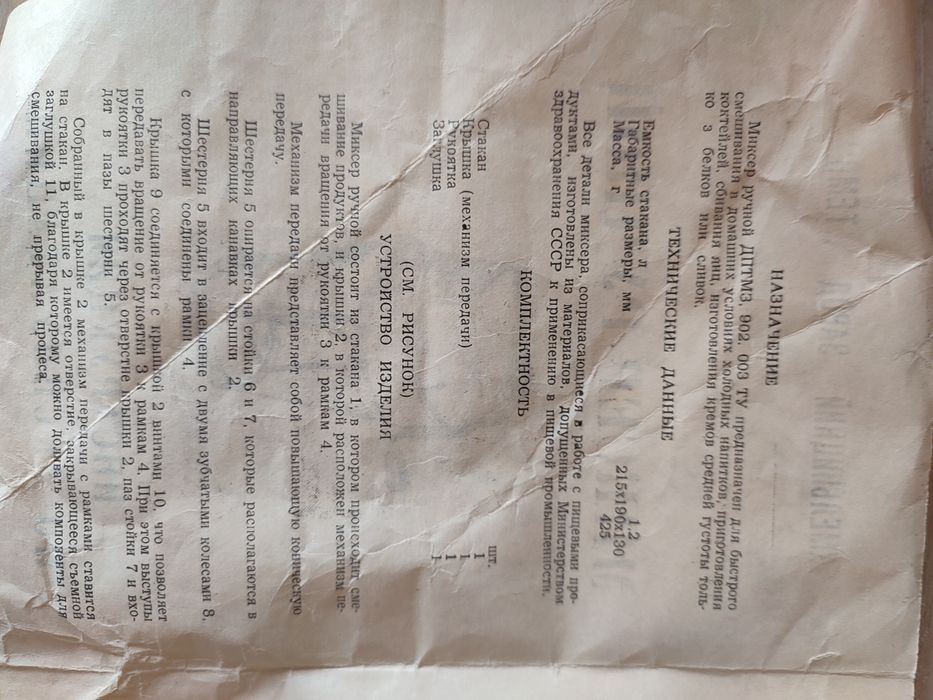 НАЗНАЧЕНИЕ
Миксер ручной ДПТМЗ 902. 003 ТУ предназначен для быстрого
смешивания в домашних условиях холодных напитков, приготовления
коктейлей, сбивания яиц, изготовления кремов средней густоты толь-
ко з белков или сливок.
ТЕХНИЧЕСКИЕ ДАННЫЕ
Емкость стакана, л 1,2
Габаритные размеры, мм 215х190х130
Масса, г 425
Все детали миксера, соприкасающиеся в работе с пищевыми про-
дуктами, изготовлены из материалов, допущенных Министерством
здравоохранения СССР к применению в пищевой промышленности.
КОМПЛЕКТНОСТЬ
шт.
Стакан 1
Крышка (механизм передачи) 1
Рукоятка 1
Заглушка 1
УСТРОЙСТВО ИЗДЕЛИЯ
(СМ. РИСУНОК)
Миксер ручной состоит из стакана 1, в котором происходит сме-
шивание продуктов, и крышки 2, в которой расположен механизм пе-
редачи вращения от рукоятки 3 к рамкам 4.
Механизм передачи представляет собой повышающую коническую
передачу.
Шестерня 5 опирается на стойки 6 и 7, которые располагаются в
направляющих канавках крышки 2.
Шестерня 5 входит в зацепление с двумя зубчатыми колесами 8,
с которыми соединены рамки 4.
Крышка 9 соединяется с крышкой 2 винтами 10, что позволяет
передавать вращение от рукоятки 3 к рамкам 4. При этом выступы
рукоятки 3 проходят через отверстие крышки 2, паз стойки 7 и вхо-
дят в пазы шестерни 5.
Собранный в крышке 2 механизм передачи с рамками ставится
на стакан. В крышке 2 имеется отверстие, закрывающееся съемной
заглушкой 11, благодаря которому можно доливать компоненты для
смешивания, не прерывая процеса.